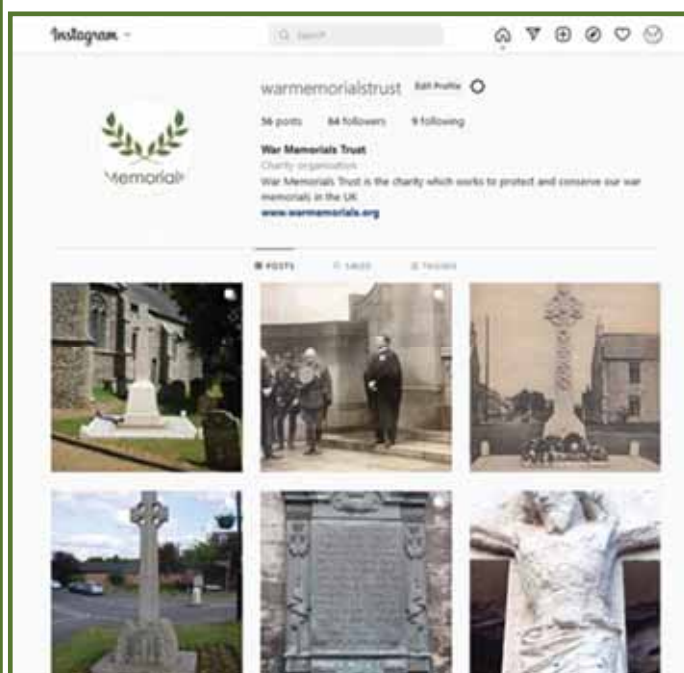 Instagram
Search
warmemorialstrust Edit Profile
56 posts 64 followers 9 following
War Memorials Trust
Charity organisation
War Memorials Trust is the charity which works to protect and conserve our war
memorials in the UK
www.warmemorials.org
Memorials
POSTS SAVED TAGGED